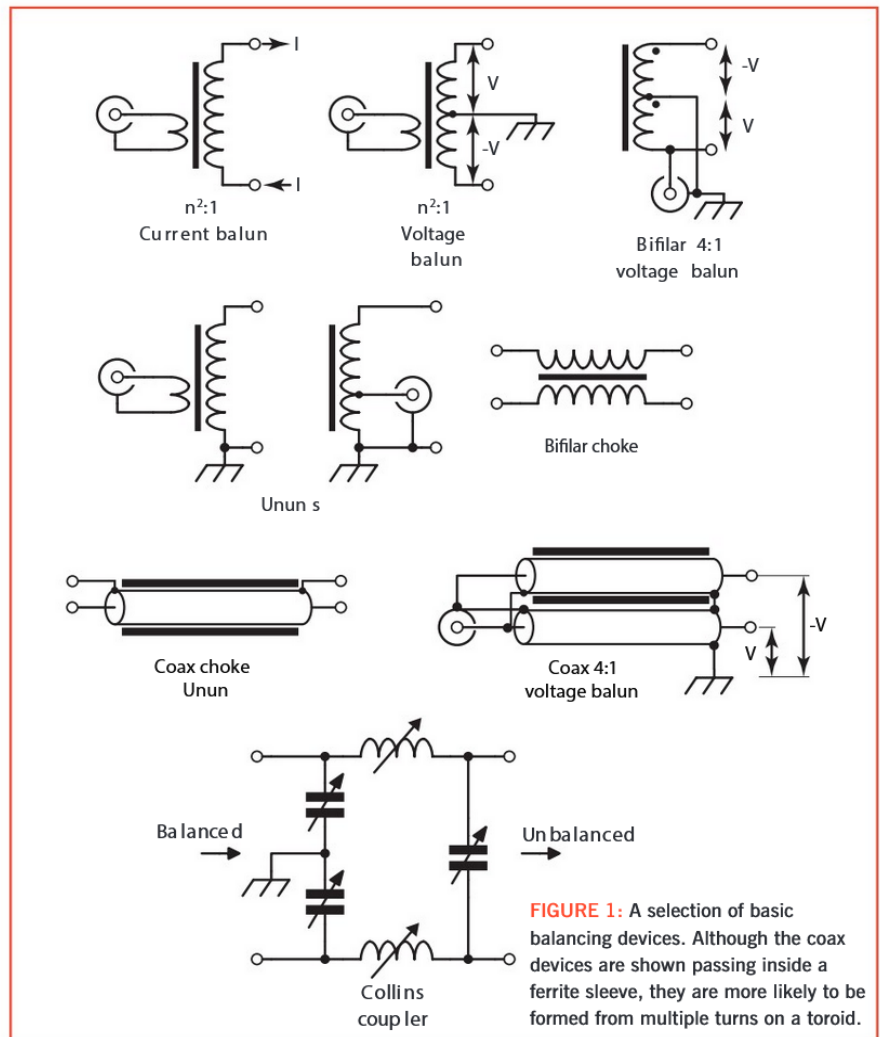 I
I
n²:1
Current balun
V
-V
n²:1
Voltage
balun
-V
V
Bifilar 4:1
voltage balun
Unun s
Bifilar choke
Coax choke
Unun
V
-V
Coax 4:1
voltage balun
Balanced
Unbalanced
Collins
coupler
FIGURE 1: A selection of basic
balancing devices. Although the coax
devices are shown passing inside a
ferrite sleeve, they are more likely to be
formed from multiple turns on a toroid.